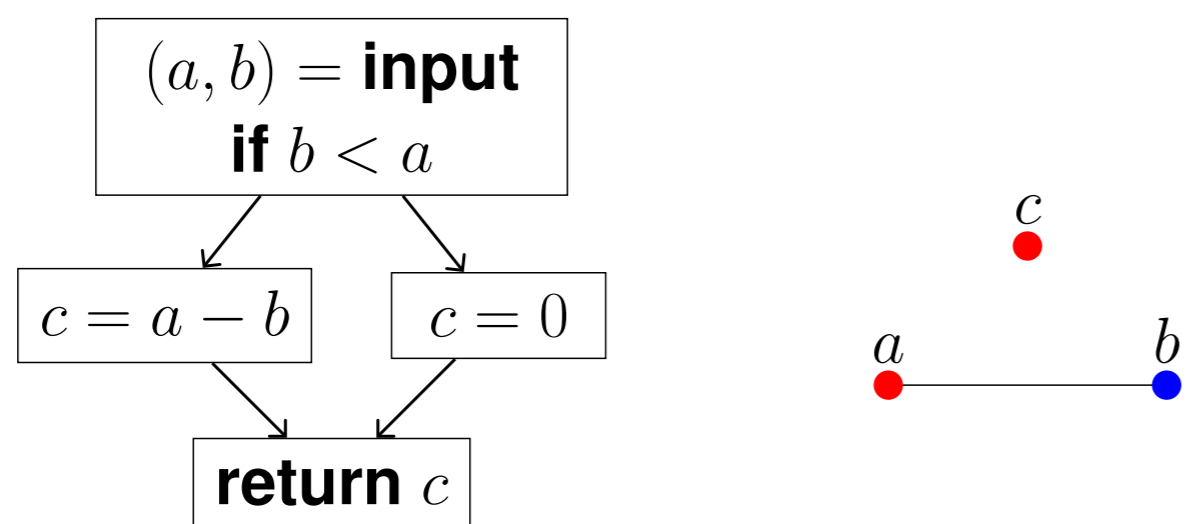 (a, b) = input
if b < a
c = a − b
c = 0
return c
c
a
b